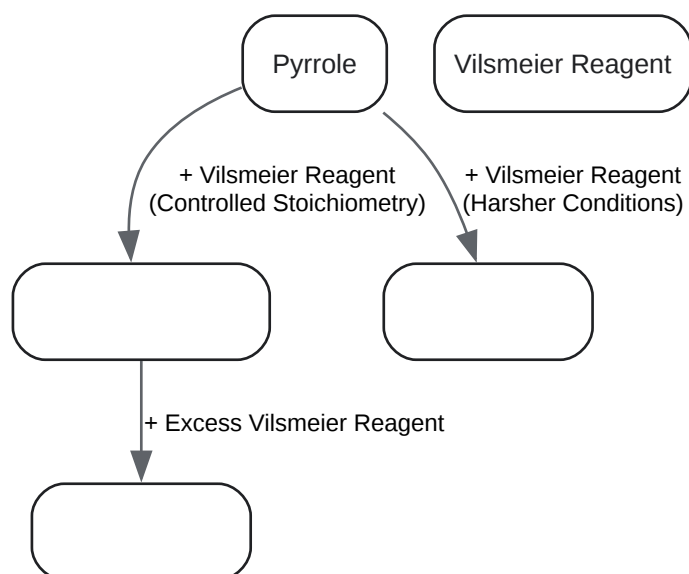 Pyrrole
Vilsmeier Reagent
+ Vilsmeier Reagent
(Controlled Stoichiometry)
+ Vilsmeier Reagent
(Harsher Conditions)
+ Excess Vilsmeier Reagent